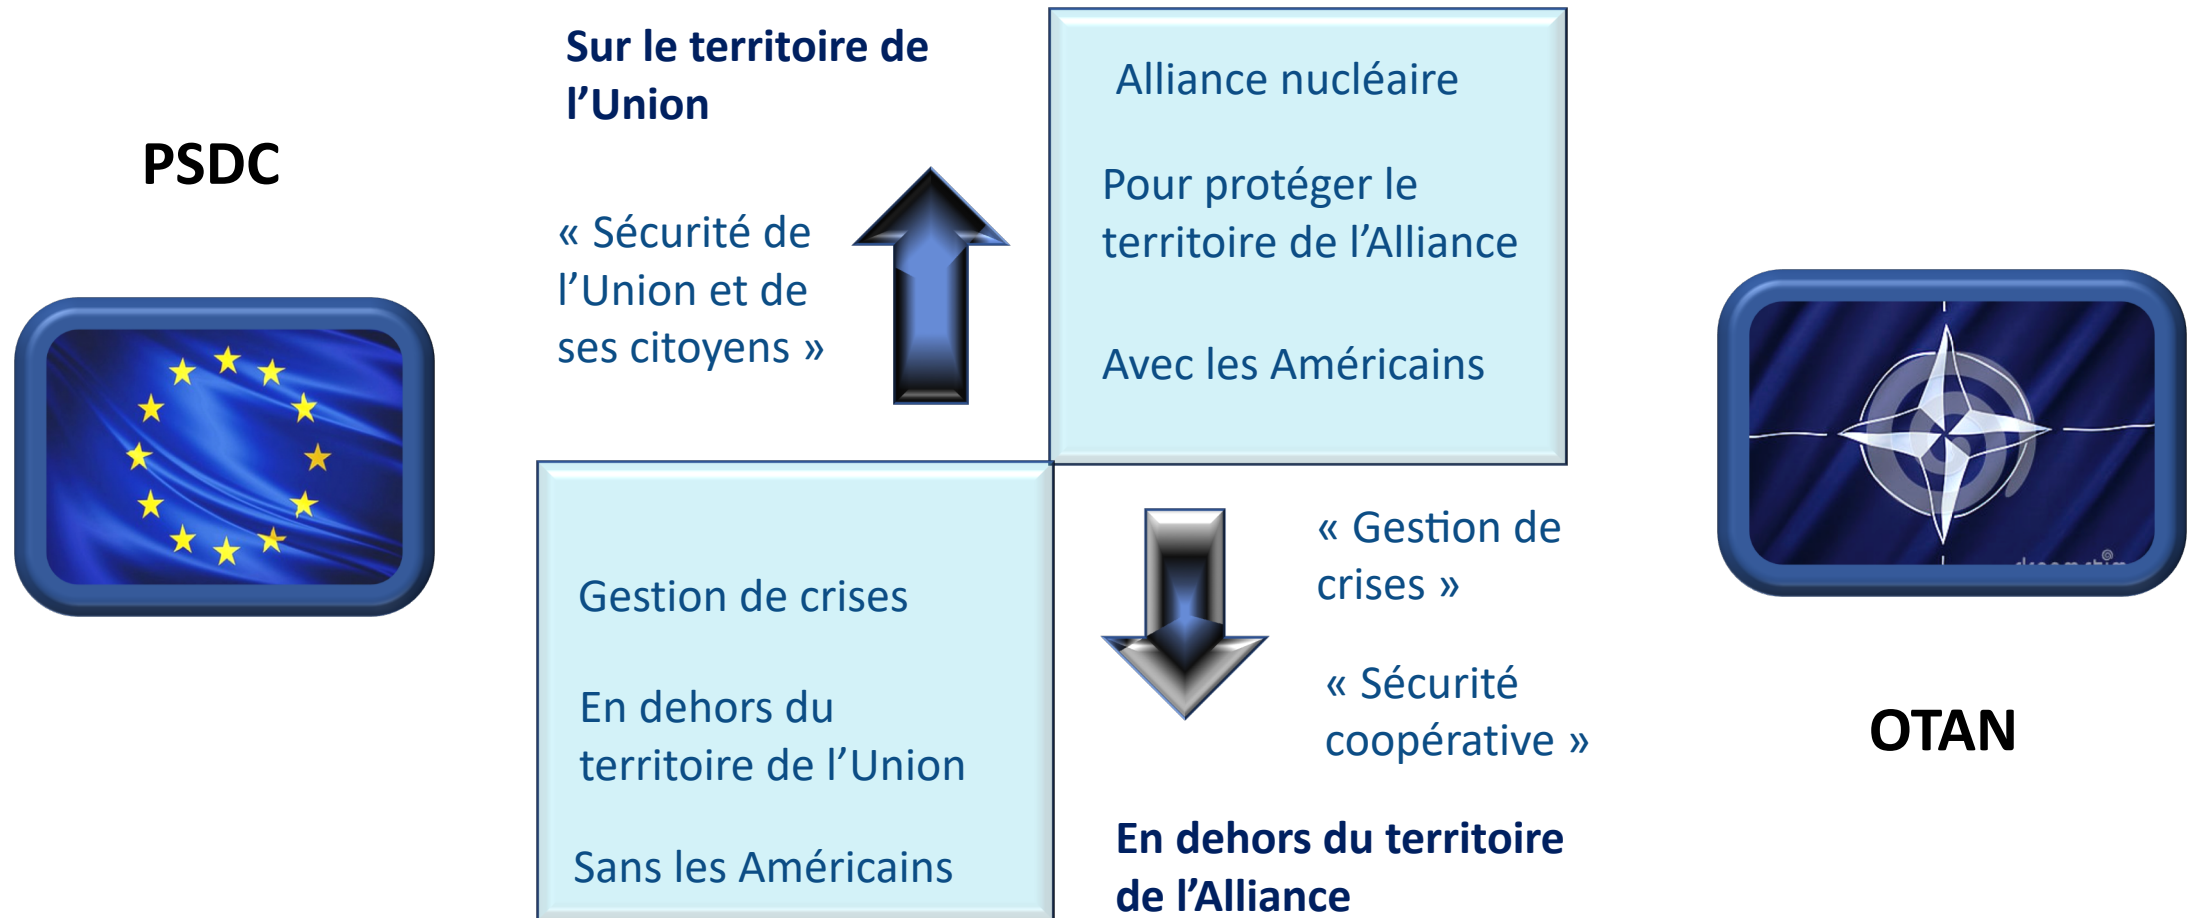 PSDC
Sur le territoire de
l’Union
« Sécurité de
l’Union et de
ses citoyens »
Alliance nucléaire
Pour protéger le
territoire de l’Alliance
Avec les Américains
Gestion de crises
En dehors du
territoire de l’Union
Sans les Américains
« Gestion de
crises »
« Sécurité
coopérative »
En dehors du territoire
de l’Alliance
OTAN